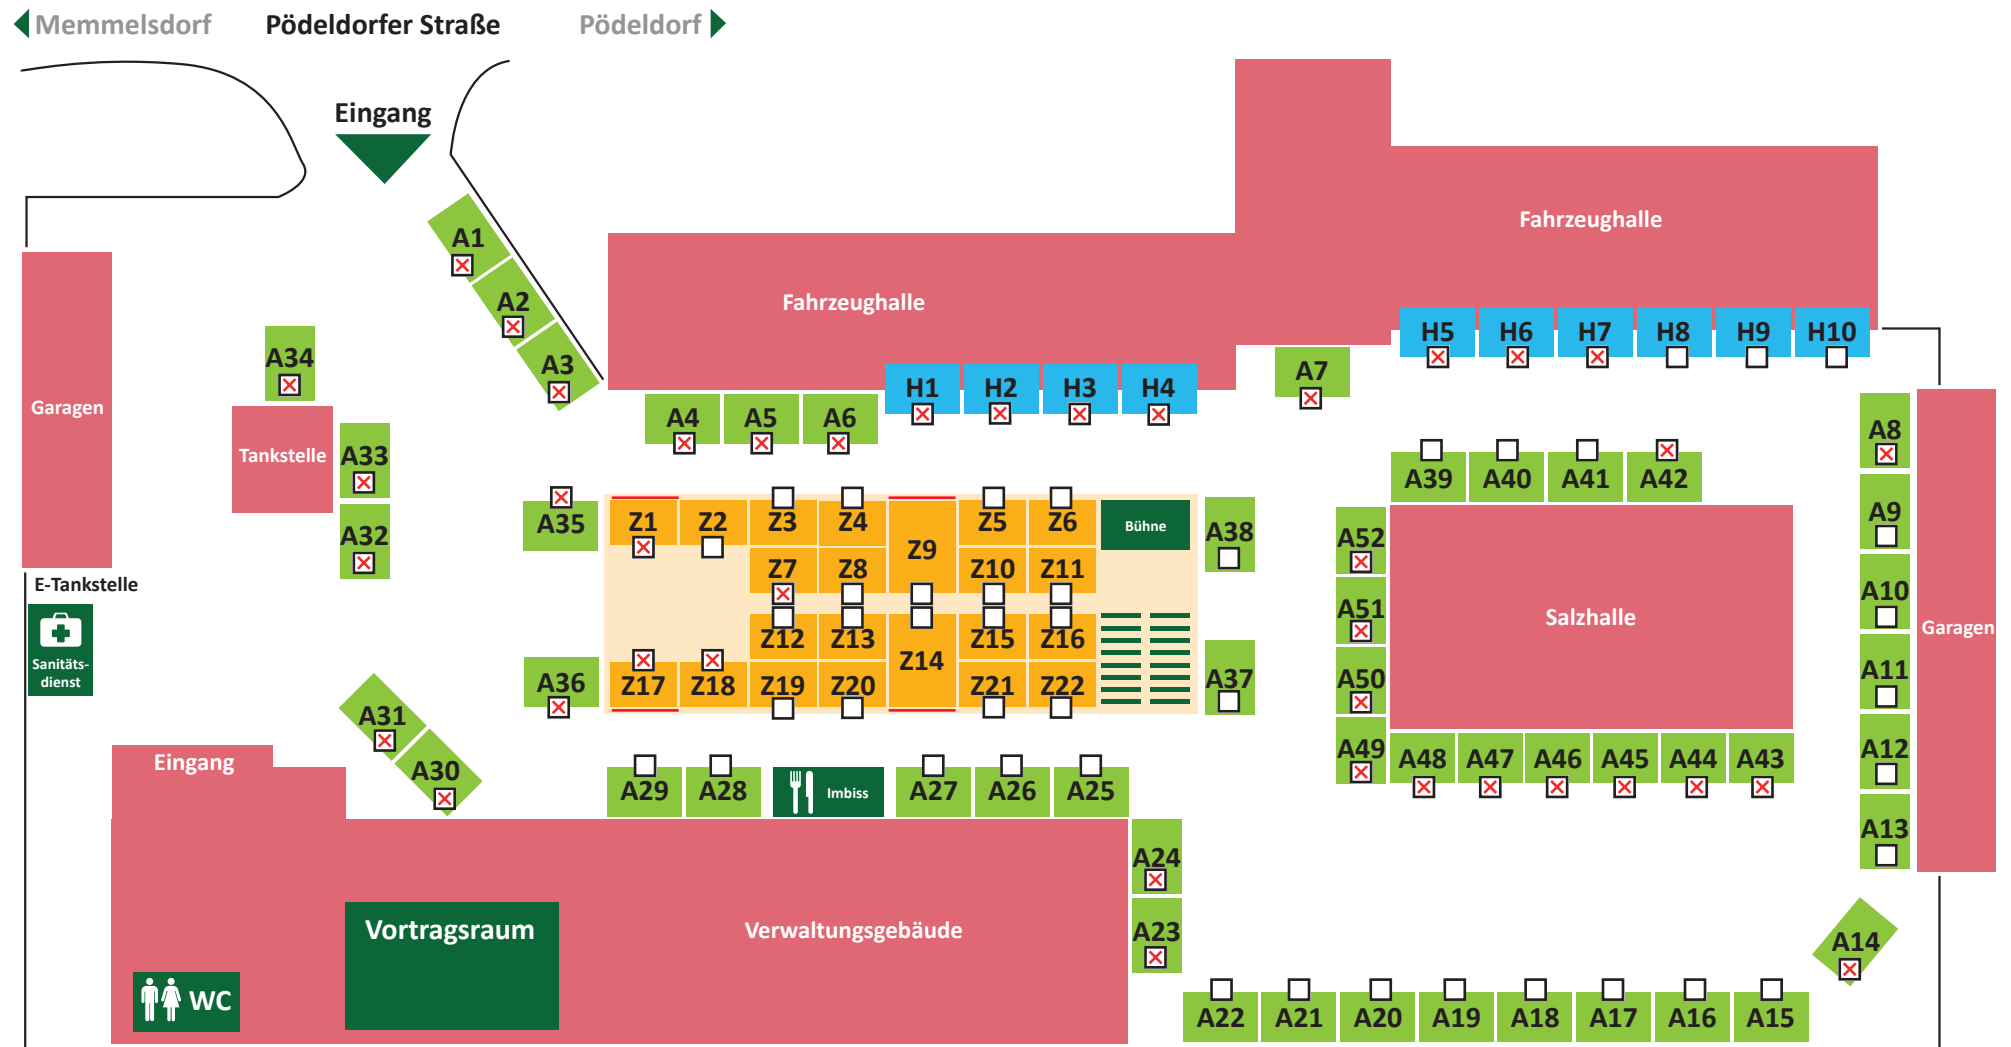 Memmelsdorf Pödeldorfer Straße Pödeldorf
Eingang
A1
A2
A3
Fahrzeughalle
Fahrzeughalle
H5 H6 H7 H8 H9 H10
A34
Garagen
A7
H1 H2 H3 H4
A4 A5 A6
Tankstelle
A33
A32
A8
A9
A10
A11
A12
A13
Garagen
A39 A40 A41 A42
A35
Z1 Z2 Z3 Z4 Z9 Z5 Z6
Bühne
A38
Z7 Z8 Z10 Z11
Z12 Z13 Z14 Z15 Z16
Z17 Z18 Z19 Z20 Z21 Z22
A36
A37
A52
A51
A50
A49
Salzhalle
E-Tankstelle
Sanitäts-
dienst
A31
A30
Eingang
A29 A28
Imbiss
A27 A26 A25
A48 A47 A46 A45 A44 A43
A24
A23
Vortragsraum
Verwaltungsgebäude
A14
WC
A22 A21 A20 A19 A18 A17 A16 A15